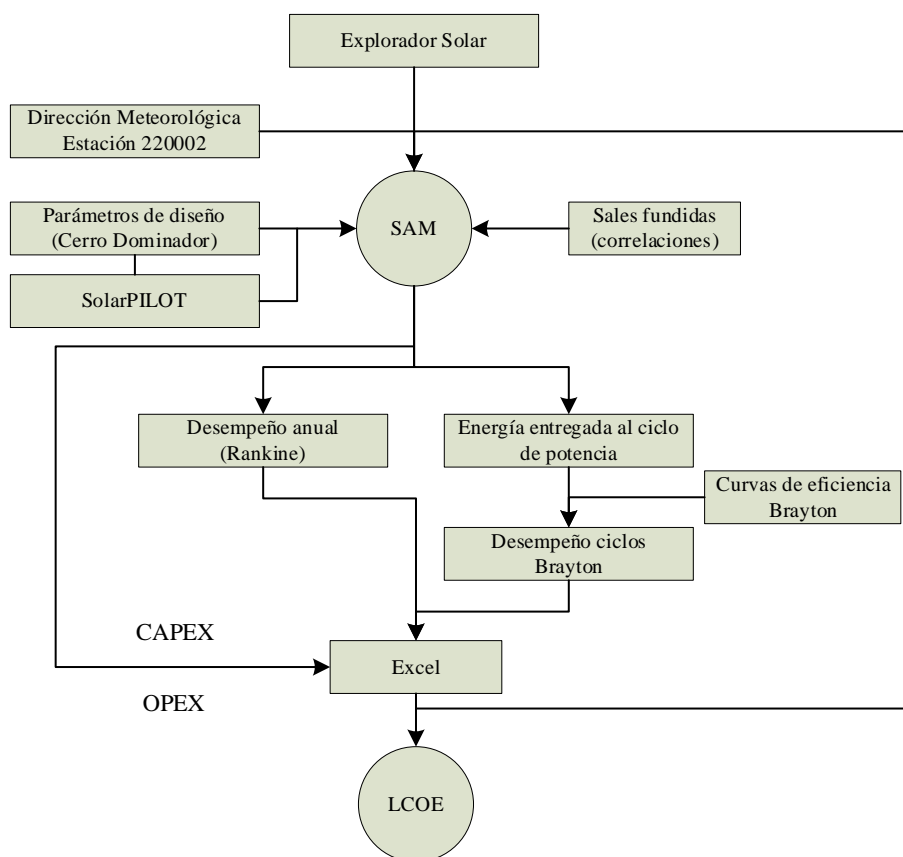 Explorador Solar
Dirección Meteorológica
Estación 220002
Parámetros de diseño
(Cerro Dominador)
SAM
Sales fundidas
(correlaciones)
SolarPILOT
Desempeño anual
(Rankine)
Energía entregada al ciclo
de potencia
Curvas de eficiencia
Brayton
Desempeño ciclos
Brayton
CAPEX
Excel
OPEX
LCOE